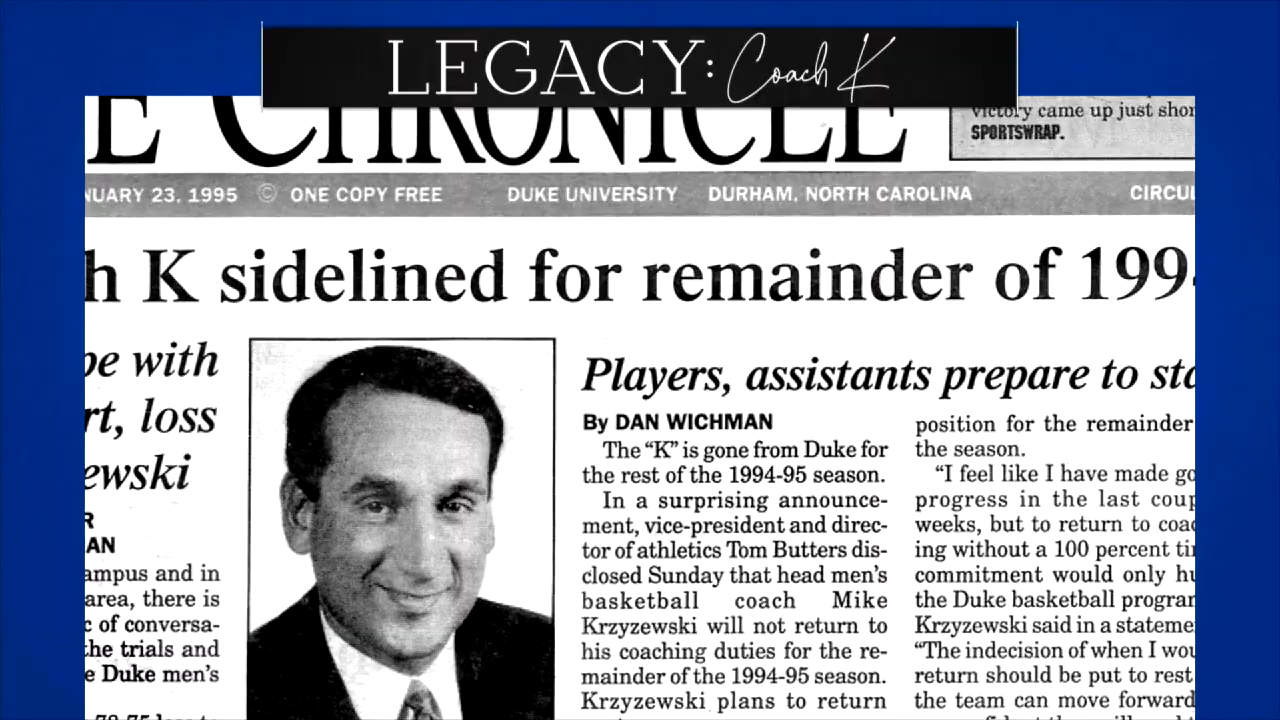 LEGACY: Coach K
E CHRONICLE
victory came up just shor
SPORTSWRAP.
NUARY 23, 1995 © ONE COPY FREE DUKE UNIVERSITY DURHAM, NORTH CAROLINA CIRCUL
h K sidelined for remainder of 199
pe with
rt, loss
ewski
R
AN
ampus and in
area, there is
c of conversa-
the trials and
e Duke men's
78-75 loss to
Players, assistants prepare to sta
By DAN WICHMAN
The "K" is gone from Duke for
the rest of the 1994-95 season.
In a surprising announce-
ment, vice-president and direc-
tor of athletics Tom Butters dis-
closed Sunday that head men's
basketball coach Mike
Krzyzewski will not return to
his coaching duties for the re-
mainder of the 1994-95 season.
Krzyzewski plans to return
position for the remainder
the season.
"I feel like I have made go
progress in the last coup
weeks, but to return to coac
ing without a 100 percent ti
commitment would only hu
the Duke basketball program
Krzyzewski said in a stateme
"The indecision of when I wou
return should be put to rest
the team can move forward